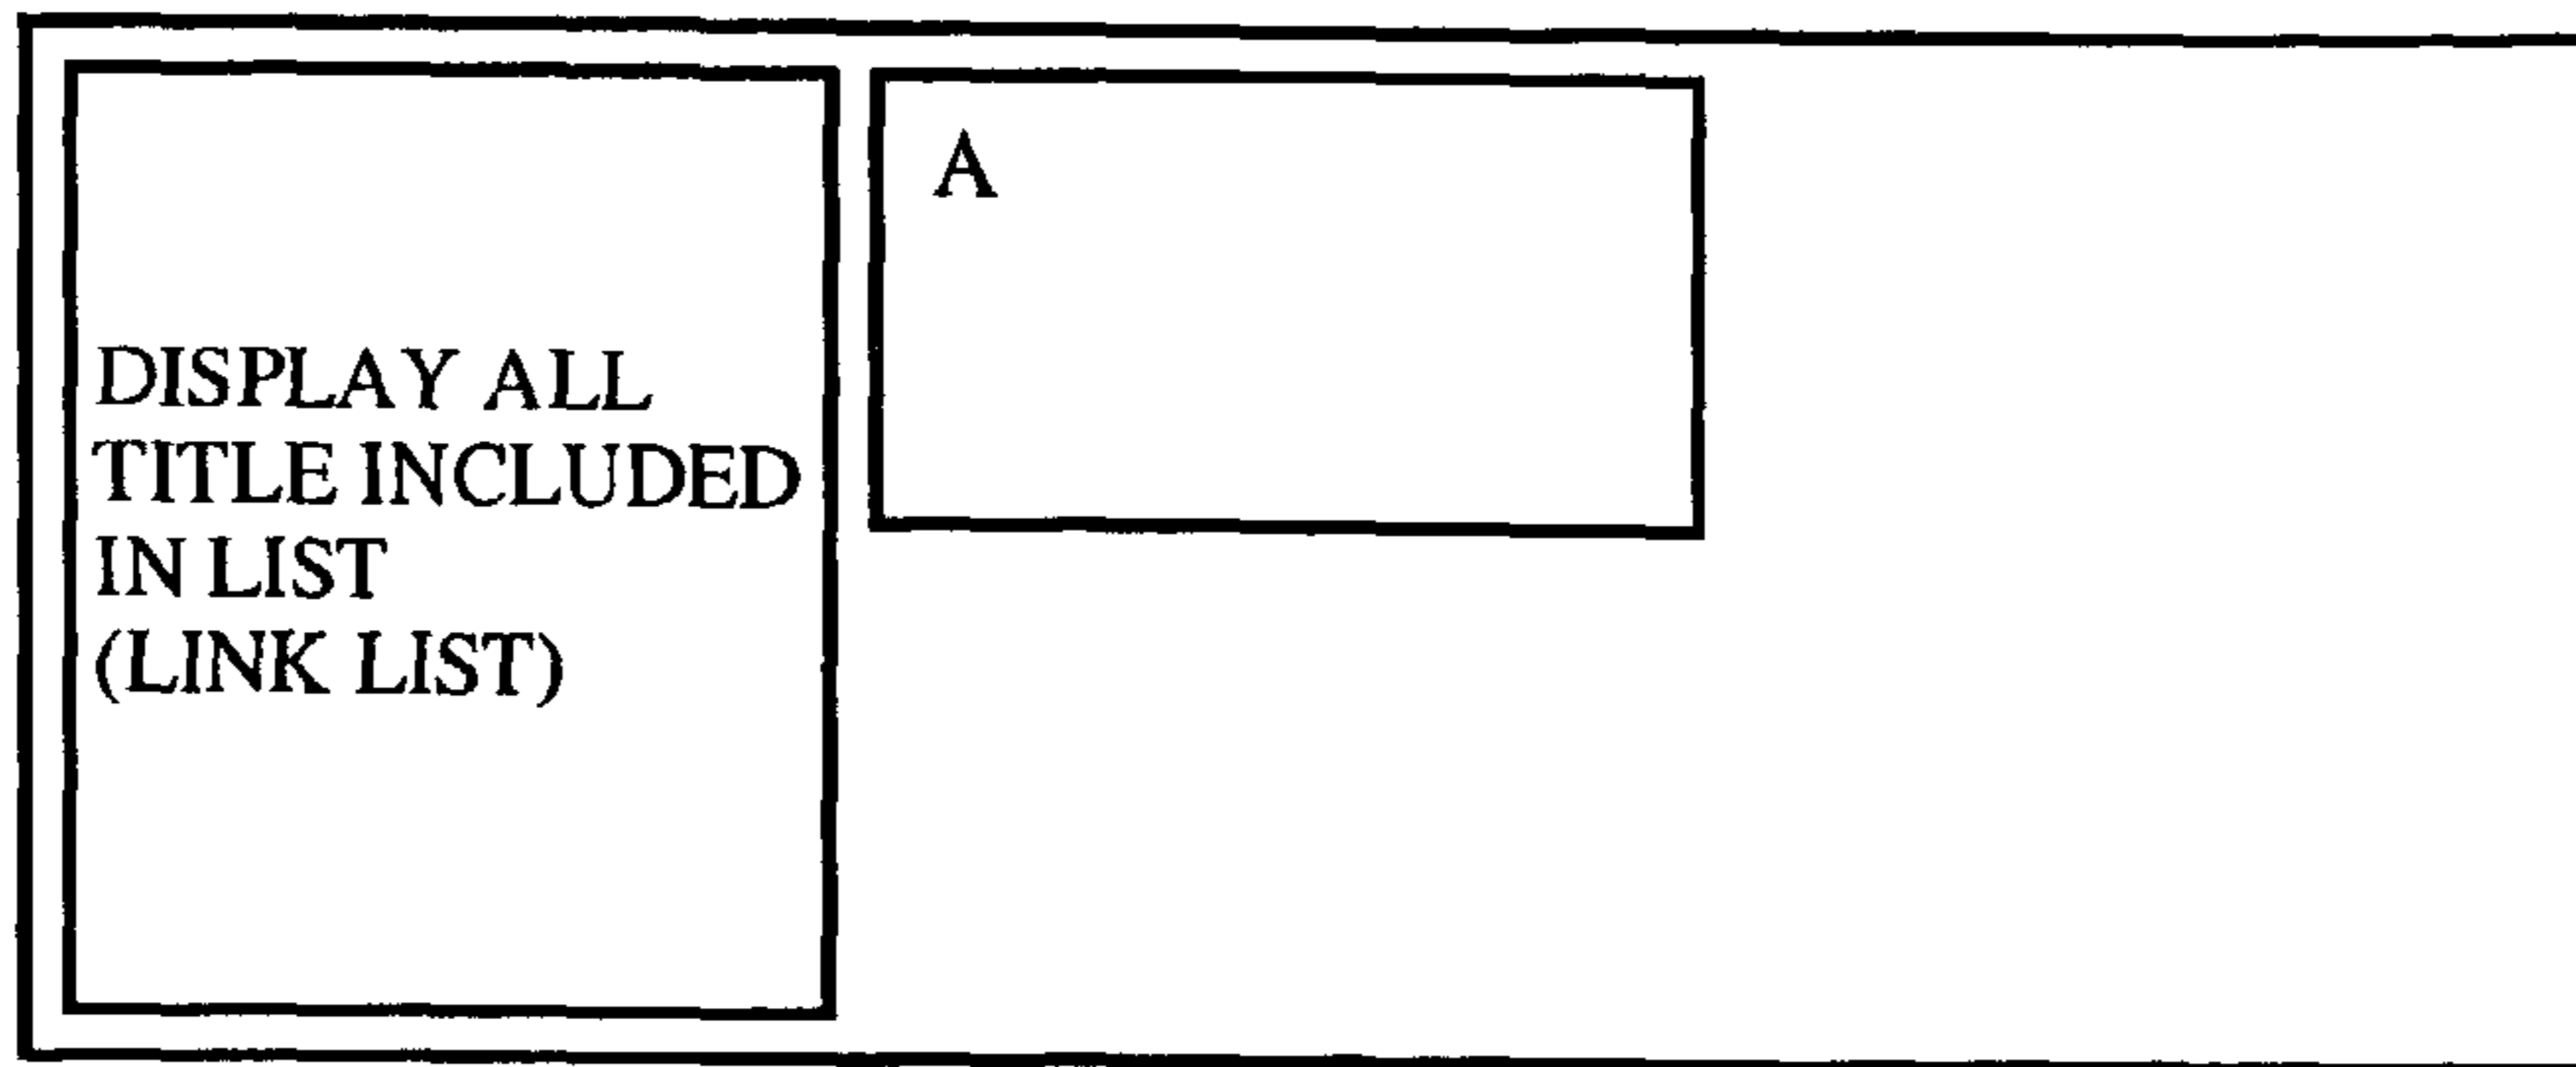 A
DISPLAY ALL
TITLE INCLUDED
IN LIST
(LINK LIST)